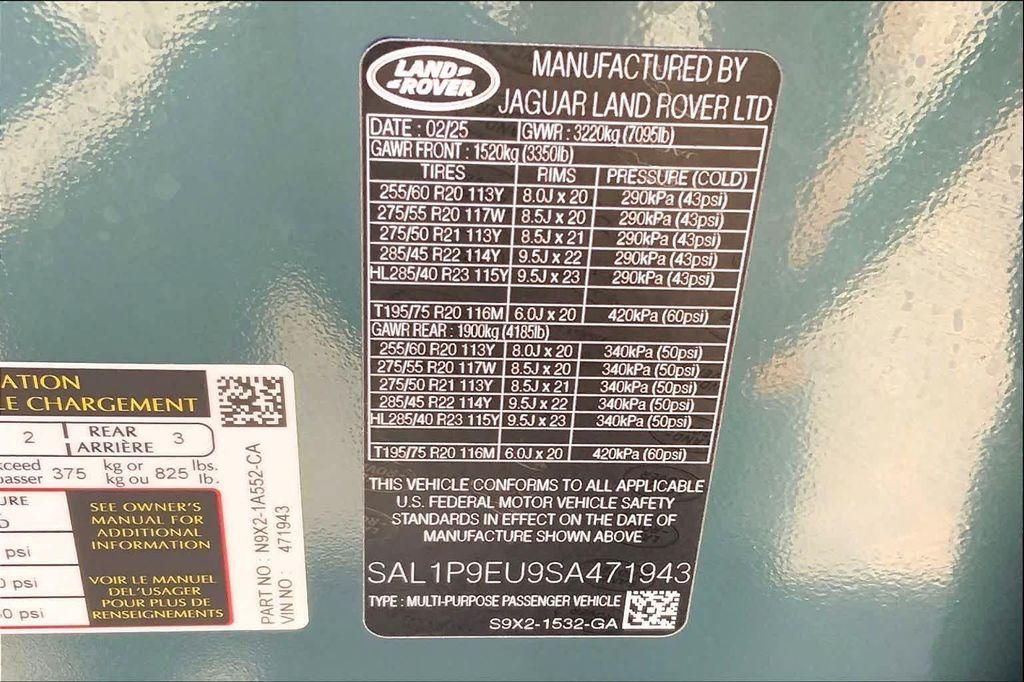 LAND-
-ROVER
MANUFACTURED BY
JAGUAR LAND ROVER LTD
DATE : 02/25 GVWR : 3220kg (7095lb)
GAWR FRONT : 1520kg (3350lb)
TIRES RIMS PRESSURE (COLD)
255/60 R20 113Y 8.0J x 20 290kPa (43psi)
275/55 R20 117W 8.5J x 20 290kPa (43psi)
275/50 R21 113Y 8.5J x 21 290kPa (43psi)
285/45 R22 114Y 9.5J x 22 290kPa (43psi)
HL285/40 R23 115Y 9.5J x 23 290kPa (43psi)
T195/75 R20 116M 6.0J x 20 420kPa (60psi)
GAWR REAR : 1900kg (4185lb)
255/60 R20 113Y 8.0J x 20 340kPa (50psi)
275/55 R20 117W 8.5J x 20 340kPa (50psi)
275/50 R21 113Y 8.5J x 21 340kPa (50psi)
285/45 R22 114Y 9.5J x 22 340kPa (50psi)
HL285/40 R23 115Y 9.5J x 23 340kPa (50psi)
T195/75 R20 116M 6.0J x 20 420kPa (60psi)
THIS VEHICLE CONFORMS TO ALL APPLICABLE
U.S. FEDERAL MOTOR VEHICLE SAFETY
STANDARDS IN EFFECT ON THE DATE OF
MANUFACTURE SHOWN ABOVE
SAL1P9EU9SA471943
TYPE : MULTI-PURPOSE PASSENGER VEHICLE
S9X2-1532-GA
ATION
LE CHARGEMENT
2 REAR
ARRIÈRE 3
xceed
passer 375 kg or
kg ou 825 lbs.
lb.
URE
psi
0 psi
60 psi
SEE OWNER'S
MANUAL FOR
ADDITIONAL
INFORMATION
VOIR LE MANUEL
DEL'USAGER
POUR PLUS DE
RENSEIGNEMENTS
PART NO : N9X2-1A552-CA
VIN NO : 471943